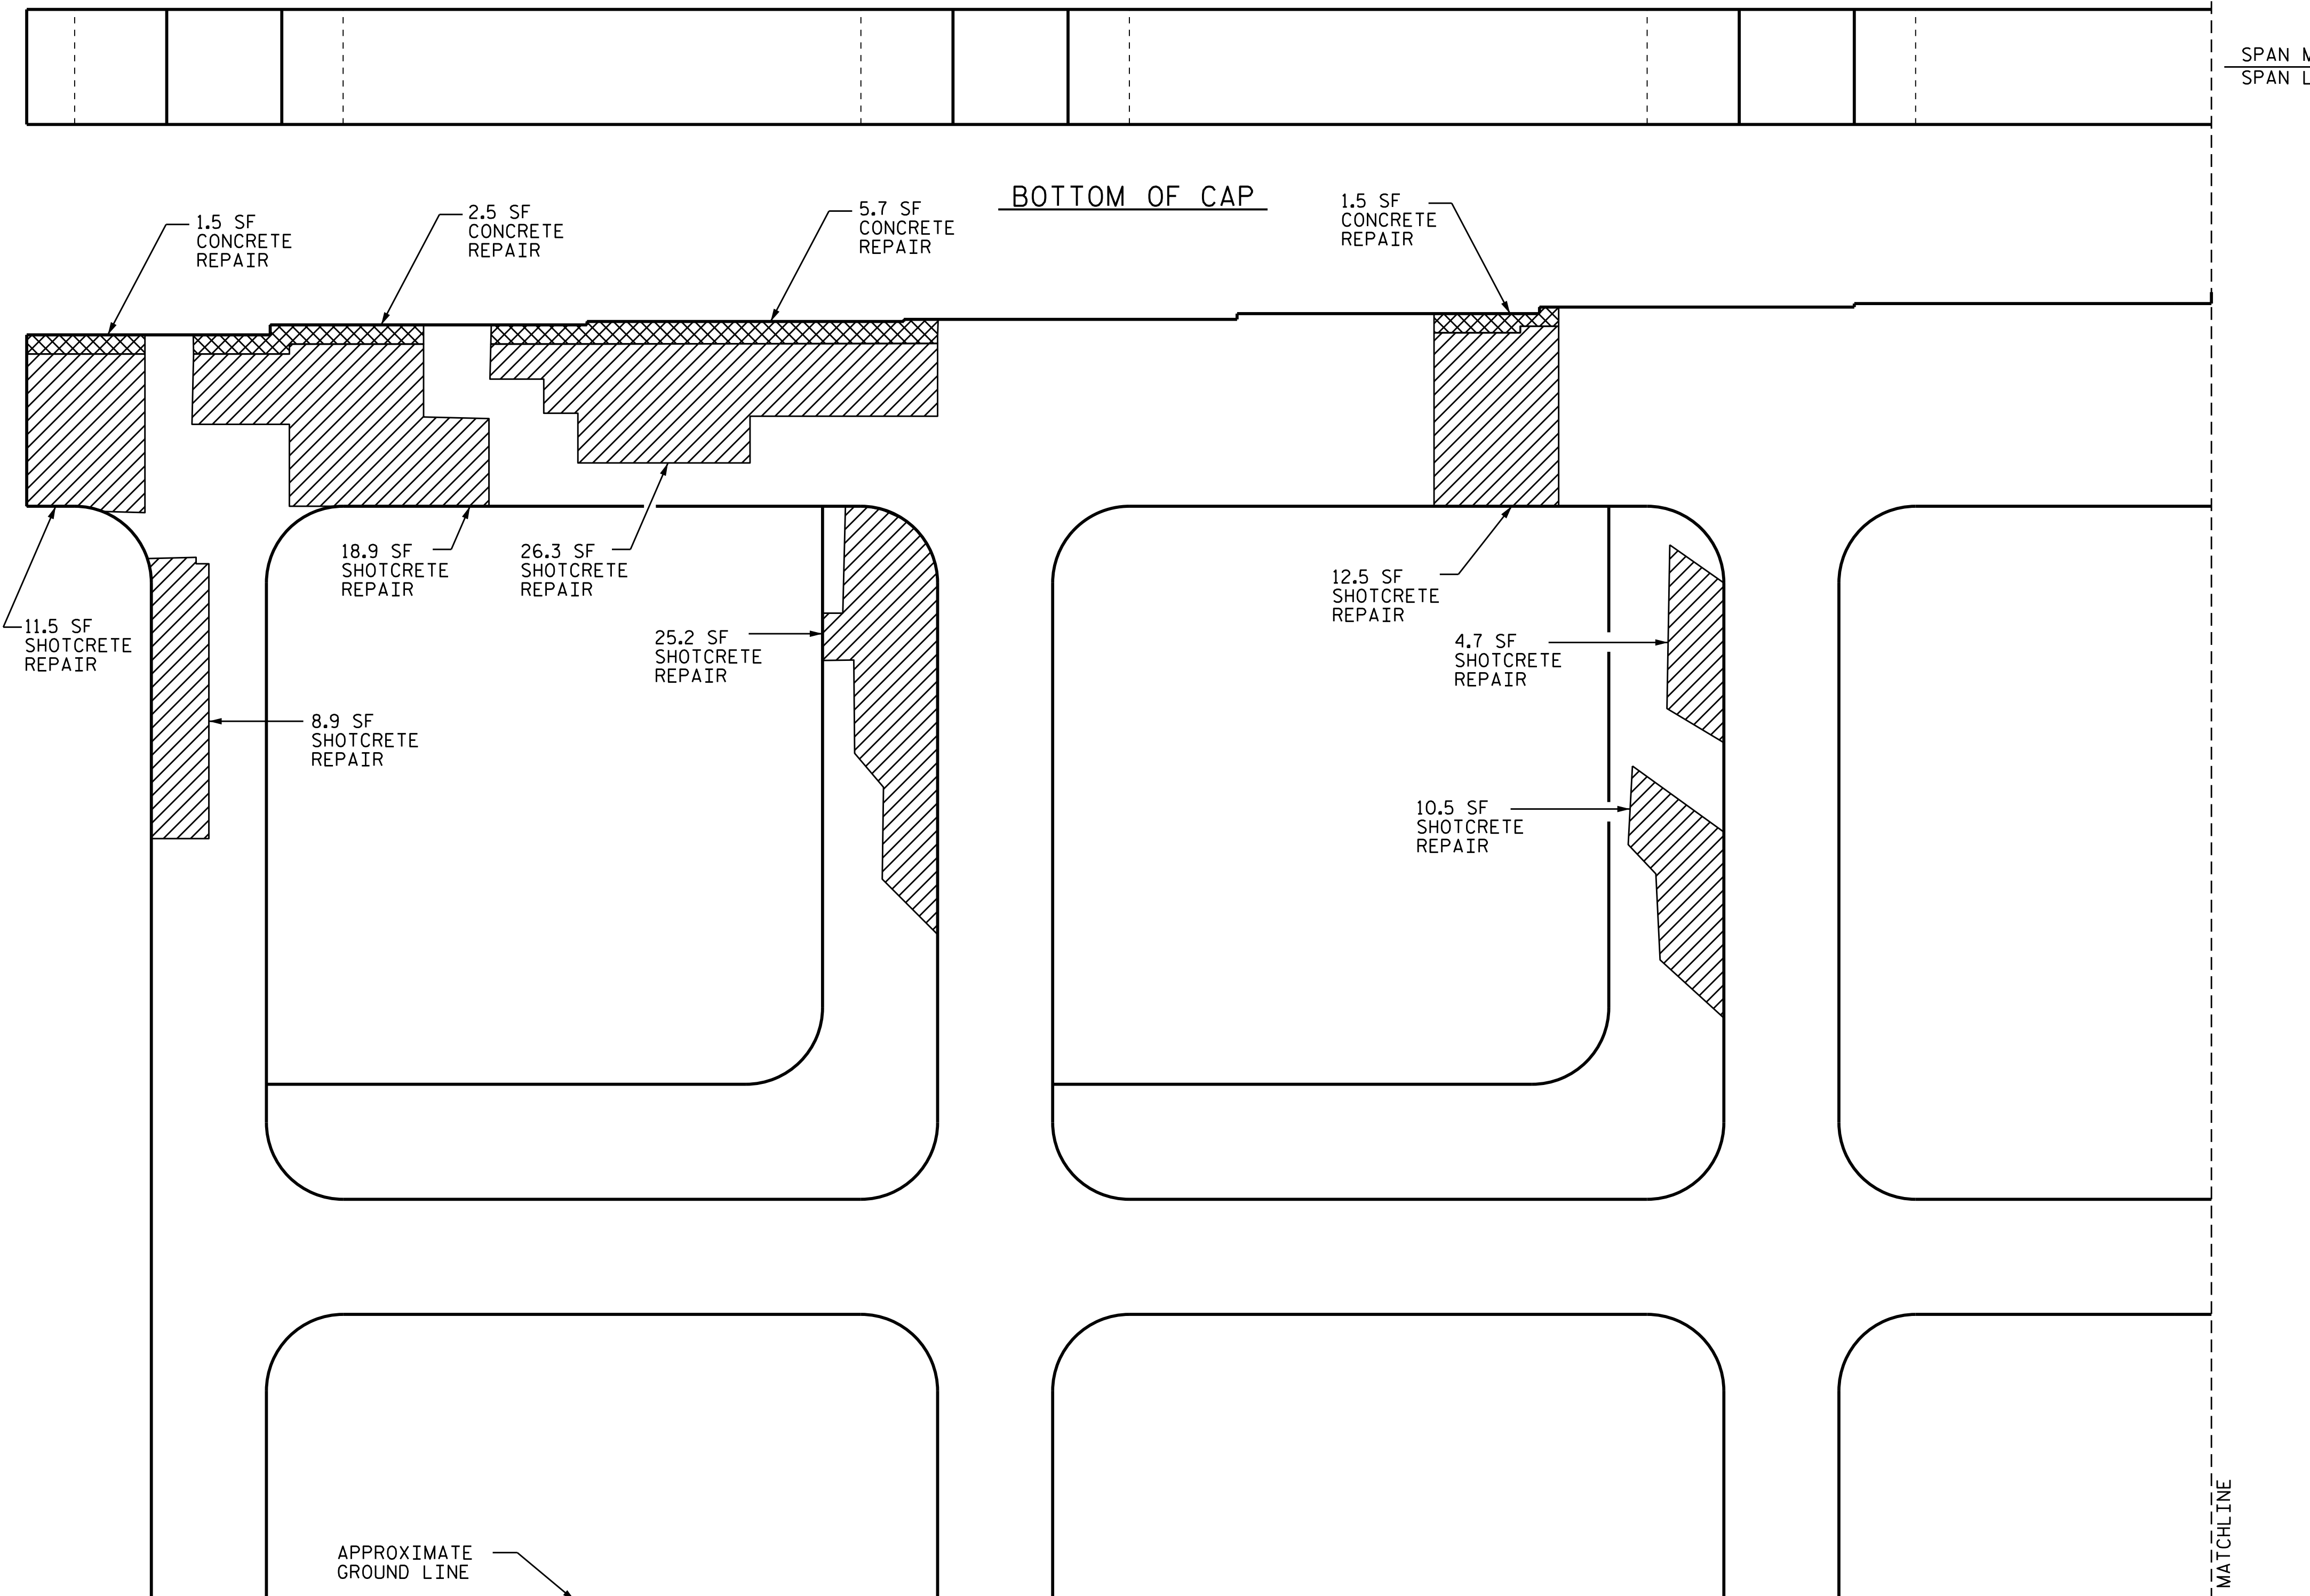 SPAN M
SPAN L
BOTTOM OF CAP
1.5 SF
CONCRETE
REPAIR
2.5 SF
CONCRETE
REPAIR
5.7 SF
CONCRETE
REPAIR
1.5 SF
CONCRETE
REPAIR
18.9 SF
SHOTCRETE
REPAIR
26.3 SF
SHOTCRETE
REPAIR
12.5 SF
SHOTCRETE
REPAIR
11.5 SF
SHOTCRETE
REPAIR
25.2 SF
SHOTCRETE
REPAIR
4.7 SF
SHOTCRETE
REPAIR
8.9 SF
SHOTCRETE
REPAIR
10.5 SF
SHOTCRETE
REPAIR
MATCHLINE
APPROXIMATE
GROUND LINE